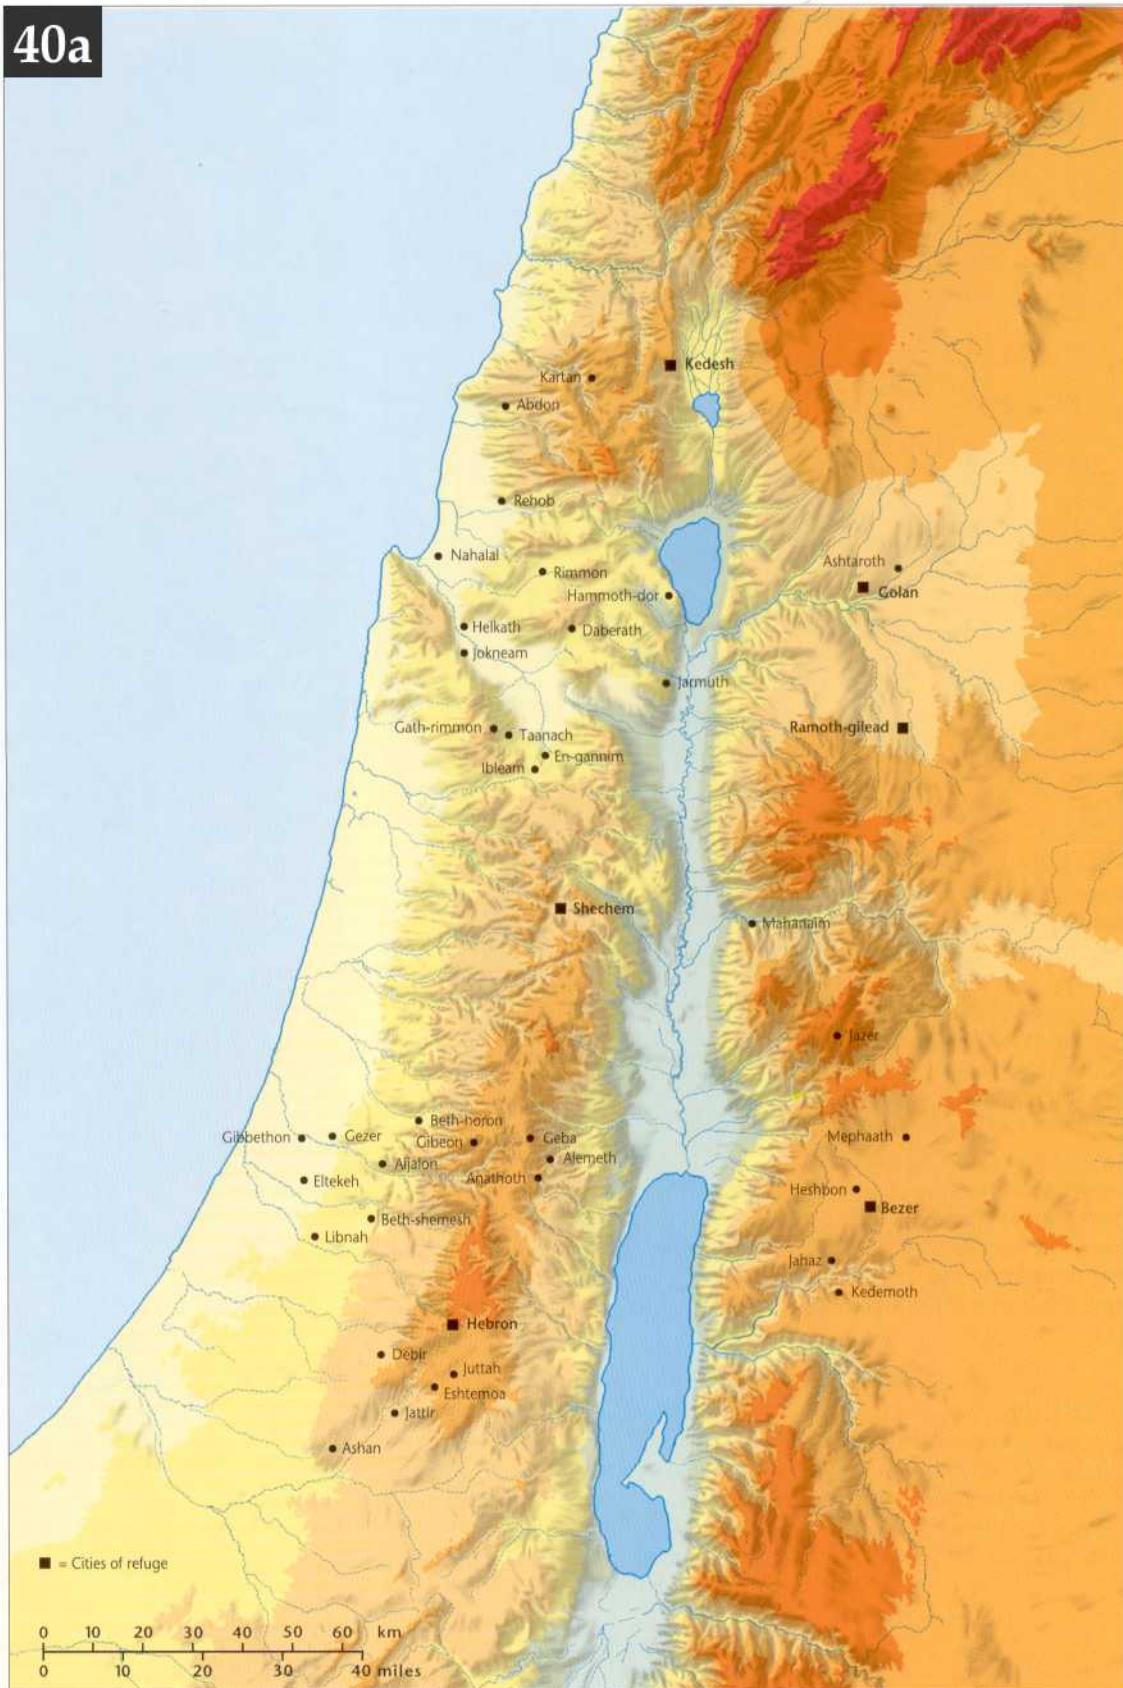 40a
Kedesh
Kartan
Abdon
Rehob
Nahalal
Ashtaroth
Rimmon
Golan
Hammoth-dor
Helkath
Daberath
Jokneam
Jarmuth
Gath-rimmon
Ramoth-gilead
Taanach
En-gannim
Ibleam
Shechem
Mahanaim
Jazer
Beth-horon
Gibbethon
Gezer
Gibeon
Geba
Mephaath
Alemeth
Aijalon
Anathoth
Eltekeh
Heshbon
Bezer
Beth-shemesh
Libnah
Jahaz
Kedemoth
Hebron
Debir
Juttah
Eshtemoa
Jattir
Ashan
= Cities of refuge
0 10 20 30 40 50 60 km
0 10 20 30 40 miles